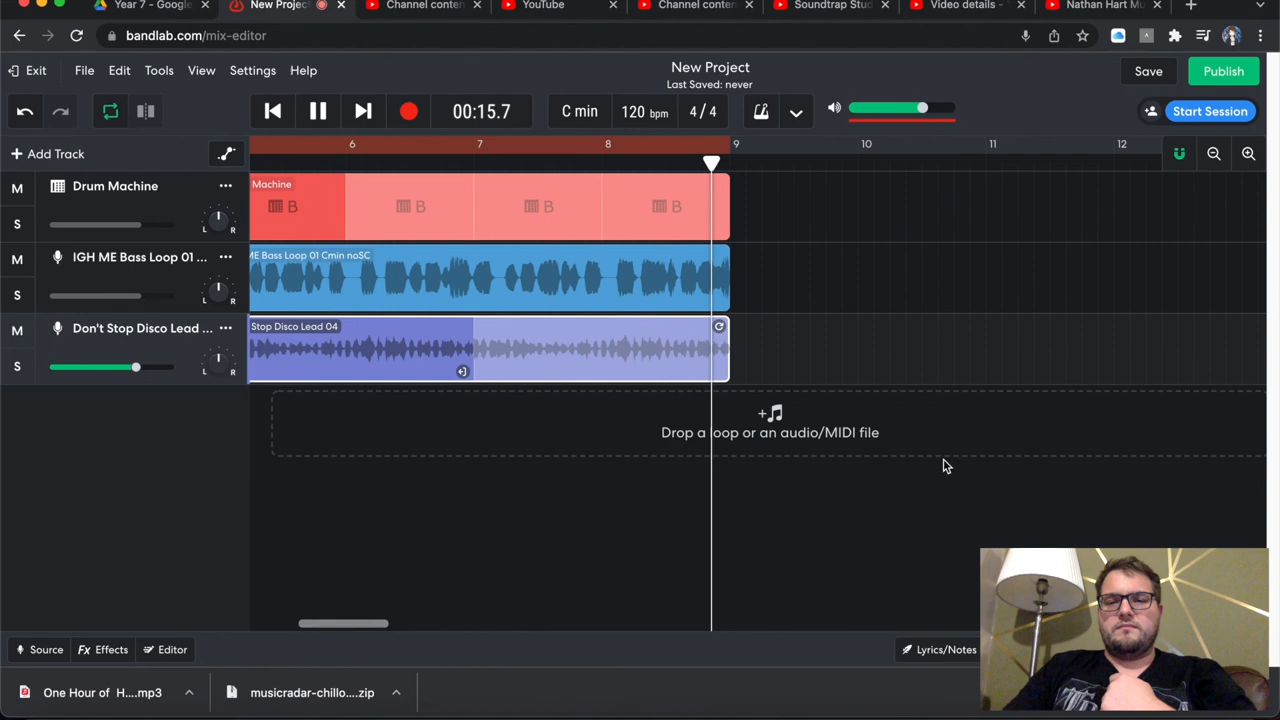 Year 7 - Google
New Project
Channel conten
YouTube
Channel conten
Soundtrap Stud
Video details -
Nathan Hart Mu
bandlab.com/mix-editor
Exit
File
Edit
Tools
View
Settings
Help
New Project
Last Saved: never
Save
Publish
00:15.7
C min
120 bpm
4/4
Start Session
+ Add Track
6
7
8
9
10
11
12
M
Drum Machine
...
S
L
R
Machine
B
B
B
B
M
IGH ME Bass Loop 01 ...
...
S
L
R
ME Bass Loop 01 Cmin noSC
M
Don't Stop Disco Lead ...
...
S
L
R
Stop Disco Lead 04
Drop a loop or an audio/MIDI file
Source
Fx Effects
Editor
Lyrics/Notes
One Hour of H....mp3
musicradar-chillo....zip